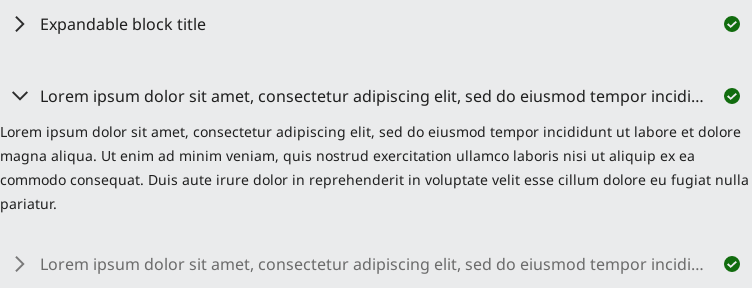 Expandable block title
Lorem ipsum dolor sit amet, consectetur adipiscing elit, sed do eiusmod tempor incidi...
Lorem ipsum dolor sit amet, consectetur adipiscing elit, sed do eiusmod tempor incididunt ut labore et dolore
magna aliqua. Ut enim ad minim veniam, quis nostrud exercitation ullamco laboris nisi ut aliquip ex ea
commodo consequat. Duis aute irure dolor in reprehenderit in voluptate velit esse cillum dolore eu fugiat nulla
pariatur.
Lorem ipsum dolor sit amet, consectetur adipiscing elit, sed do eiusmod tempor incidi...